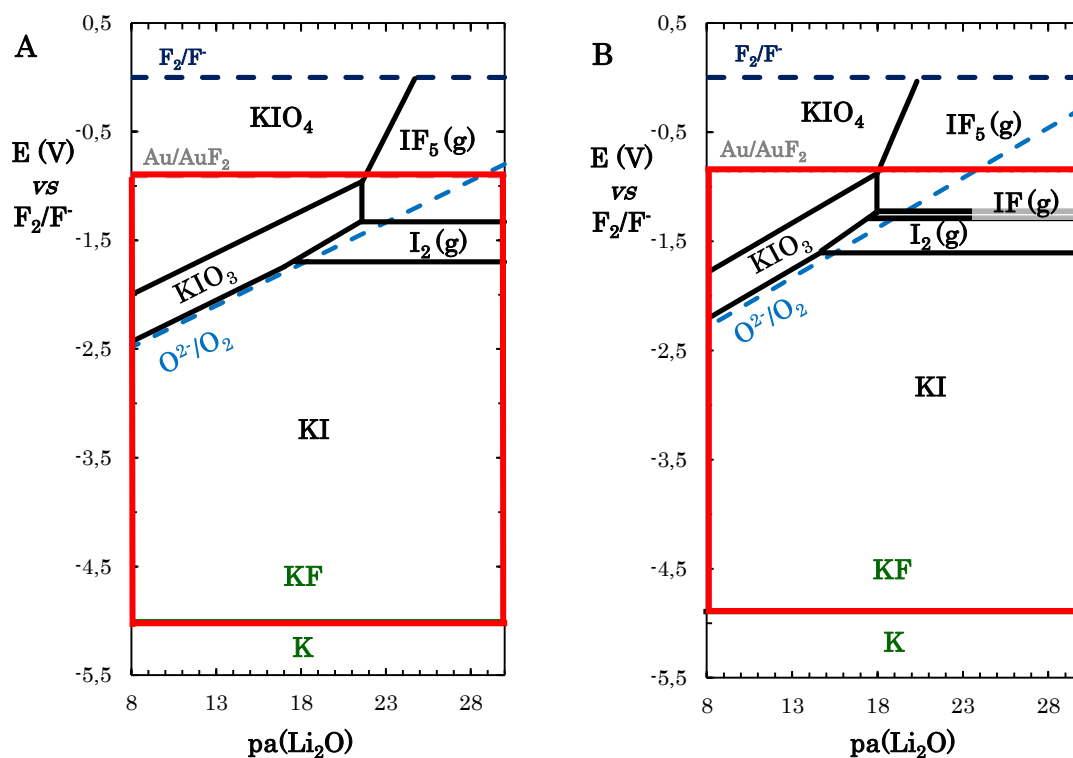 A
0,5
F₂/F⁻
KIO₄
-0,5
IF₅ (g)
E (V)
vs
F₂/F⁻
Au/AuF₂
-1,5
I₂ (g)
KIO₃
-2,5
O²⁻/O₂
KI
-3,5
-4,5
KF
K
-5,5
8
13
18
23
28
pa(Li₂O)
B
0,5
F₂/F⁻
KIO₄
-0,5
IF₅ (g)
E (V)
vs
F₂/F⁻
Au/AuF₂
IF (g)
-1,5
I₂ (g)
KIO₃
O²⁻/O₂
-2,5
KI
-3,5
-4,5
KF
K
-5,5
8
13
18
23
28
pa(Li₂O)